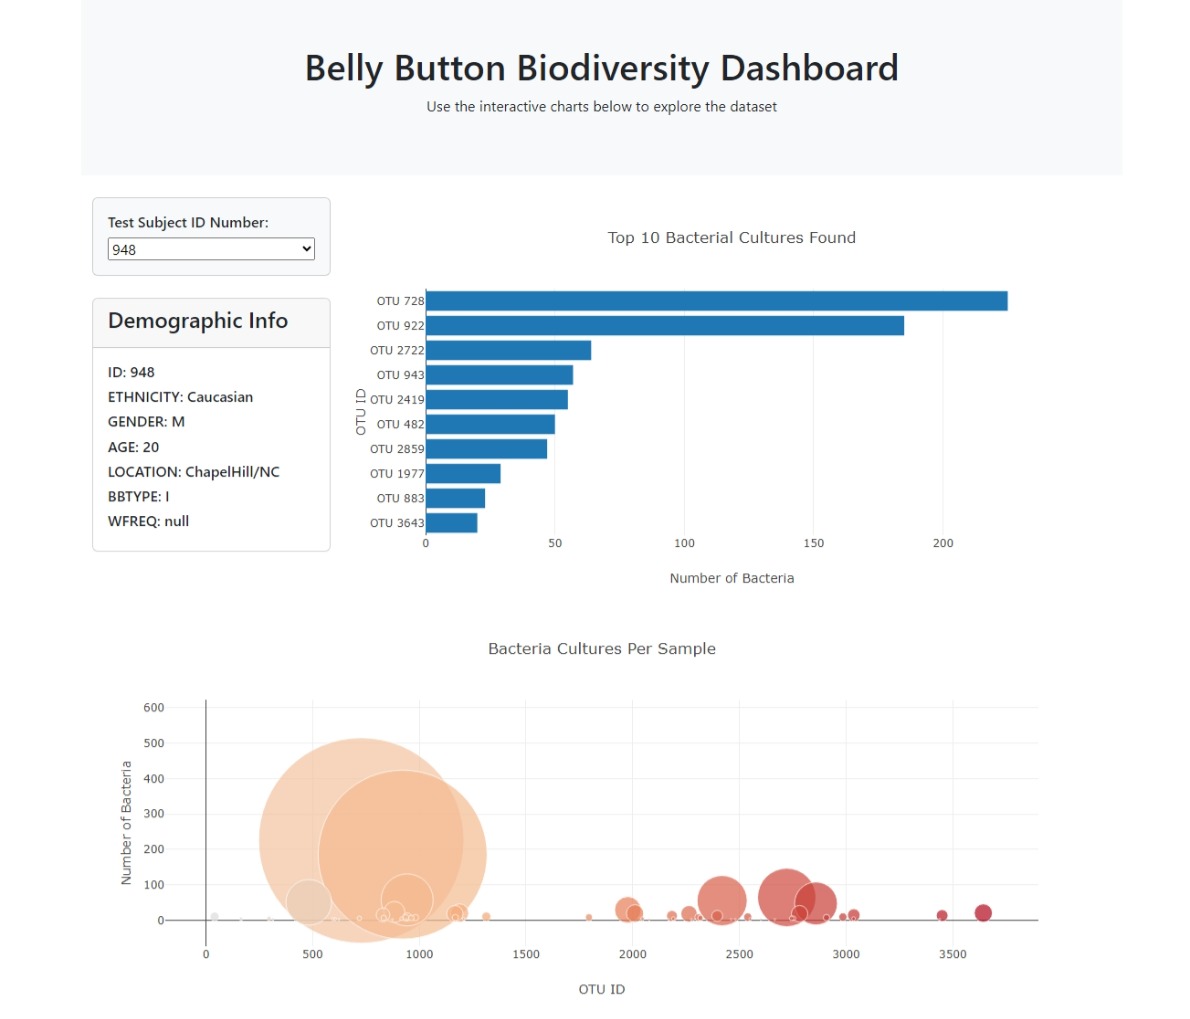 Belly Button Biodiversity Dashboard
Use the interactive charts below to explore the dataset
Test Subject ID Number:
948
Demographic Info
ID: 948
ETHNICITY: Caucasian
GENDER: M
AGE: 20
LOCATION: ChapelHill/NC
BBTYPE: I
WFREQ: null
Top 10 Bacterial Cultures Found
OTU ID
OTU 728
OTU 922
OTU 2722
OTU 943
OTU 2419
OTU 482
OTU 2859
OTU 1977
OTU 883
OTU 3643
0 50 100 150 200
Number of Bacteria
Bacteria Cultures Per Sample
Number of Bacteria
600
500
400
300
200
100
0
0 500 1000 1500 2000 2500 3000 3500
OTU ID